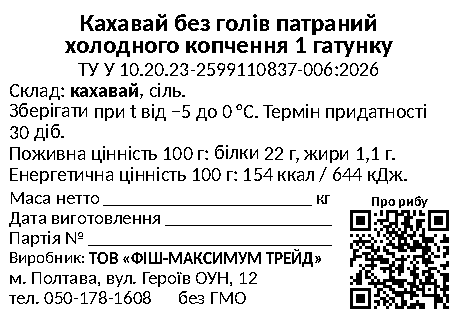 Кахавай без голів патраний
холодного копчення 1 гатунку
ТУ У 10.20.23-2599110837-006:2026
Склад: кахавай, сіль.
Зберігати при t від −5 до 0 °C. Термін придатності
30 діб.
Поживна цінність 100 г: білки 22 г, жири 1,1 г.
Енергетична цінність 100 г: 154 ккал / 644 кДж.
Маса нетто ________________________ кг
Дата виготовлення ____________________
Партія № ____________________________
Про рибу
Виробник: ТОВ «ФІШ-МАКСИМУМ ТРЕЙД»
м. Полтава, вул. Героїв ОУН, 12
тел. 050-178-1608 без ГМО